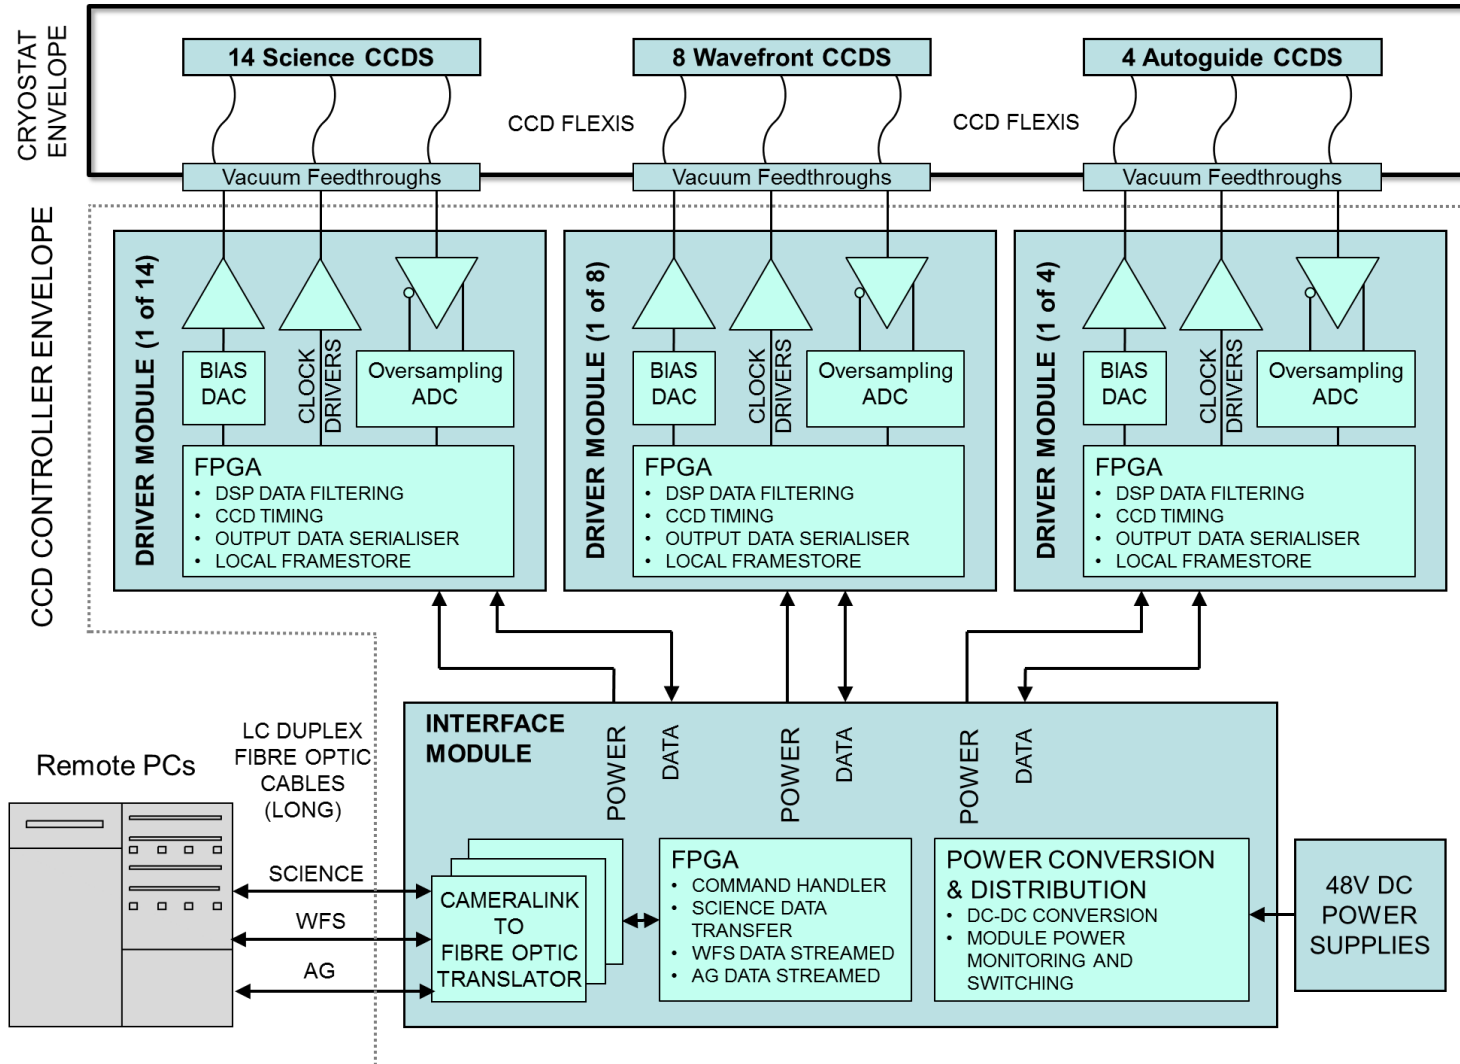 CRYOSTAT
ENVELOPE
14 Science CCDS
8 Wavefront CCDS
4 Autoguide CCDS
CCD FLEXIS
CCD FLEXIS
Vacuum Feedthroughs
Vacuum Feedthroughs
Vacuum Feedthroughs
CCD CONTROLLER ENVELOPE
DRIVER MODULE (1 of 14)
BIAS
DAC
CLOCK
DRIVERS
Oversampling
ADC
FPGA
• DSP DATA FILTERING
• CCD TIMING
• OUTPUT DATA SERIALISER
• LOCAL FRAMESTORE
DRIVER MODULE (1 of 8)
BIAS
DAC
CLOCK
DRIVERS
Oversampling
ADC
FPGA
• DSP DATA FILTERING
• CCD TIMING
• OUTPUT DATA SERIALISER
• LOCAL FRAMESTORE
DRIVER MODULE (1 of 4)
BIAS
DAC
CLOCK
DRIVERS
Oversampling
ADC
FPGA
• DSP DATA FILTERING
• CCD TIMING
• OUTPUT DATA SERIALISER
• LOCAL FRAMESTORE
INTERFACE
MODULE
POWER
DATA
POWER
DATA
POWER
DATA
Remote PCs
LC DUPLEX
FIBRE OPTIC
CABLES
(LONG)
SCIENCE
WFS
AG
CAMERALINK
TO
FIBRE OPTIC
TRANSLATOR
FPGA
• COMMAND HANDLER
• SCIENCE DATA
TRANSFER
• WFS DATA STREAMED
• AG DATA STREAMED
POWER CONVERSION
& DISTRIBUTION
• DC-DC CONVERSION
• MODULE POWER
MONITORING AND
SWITCHING
48V DC
POWER
SUPPLIES